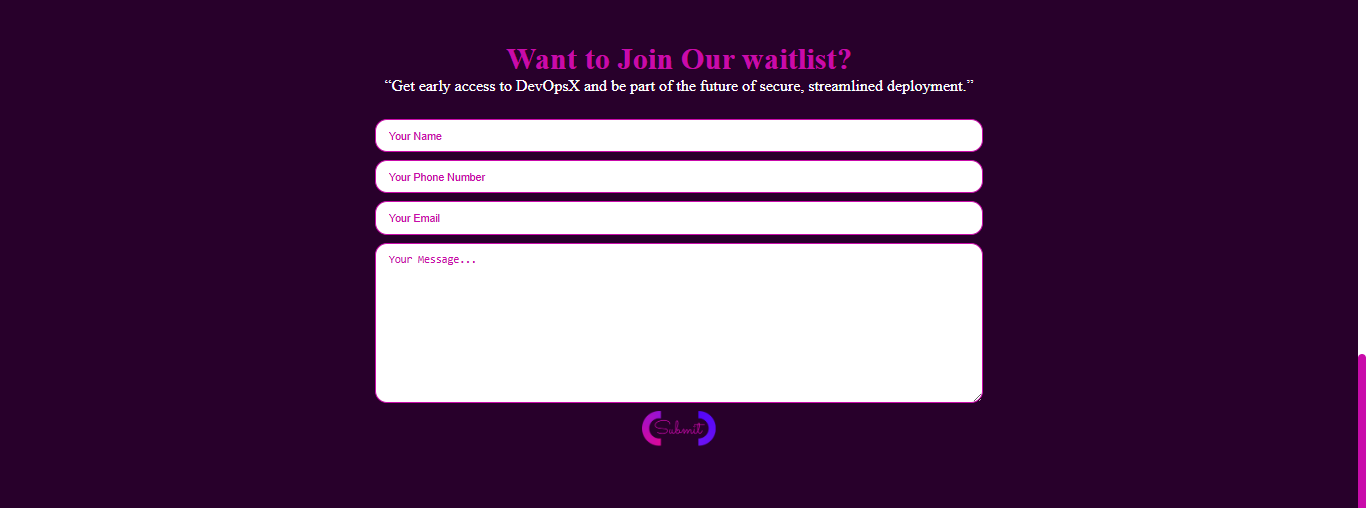 Want to Join Our waitlist?
“Get early access to DevOpsX and be part of the future of secure, streamlined deployment.”
Your Name
Your Phone Number
Your Email
Your Message...
Submit